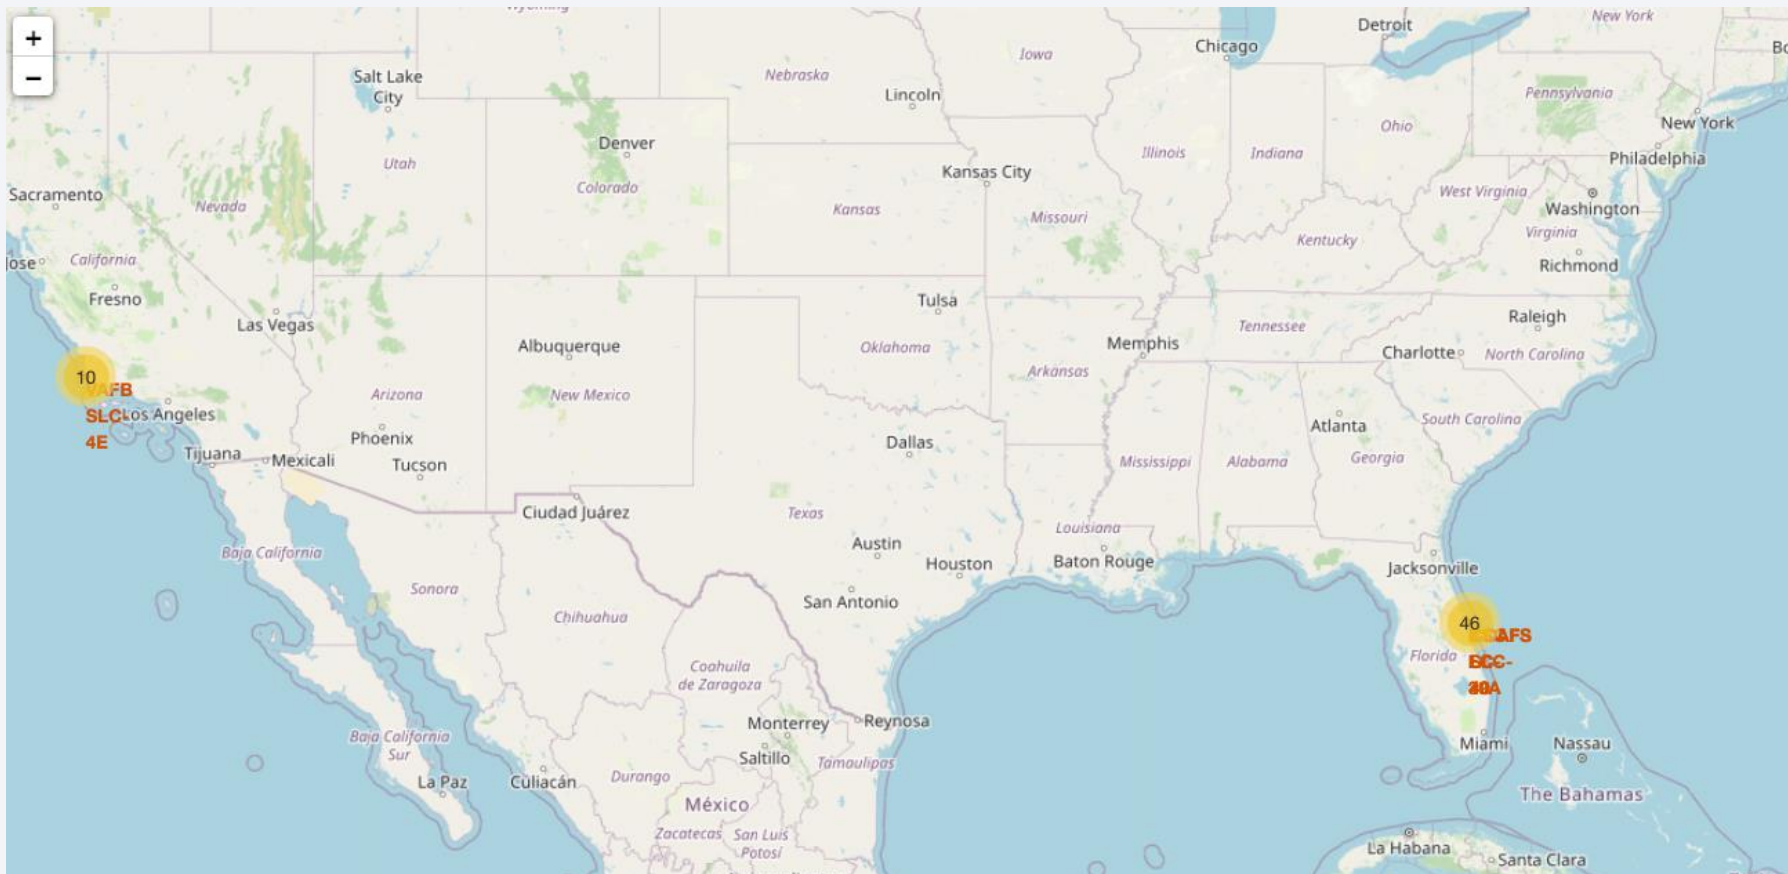 +
−
Wyoming
Salt Lake
City
Nebraska
Lincoln
Iowa
Chicago
Detroit
New York
Pennsylvania
New York
Philadelphia
Denver
Utah
Colorado
Kansas City
Illinois
Indiana
Ohio
West Virginia
Washington
Virginia
Richmond
Sacramento
Nevada
Kansas
Missouri
Kentucky
California
Fresno
Las Vegas
Tulsa
Tennessee
Raleigh
Albuquerque
Oklahoma
Memphis
Charlotte
North Carolina
10
VAFB
SLC-
4E
Los Angeles
Arizona
New Mexico
Arkansas
Phoenix
Dallas
Atlanta
South Carolina
Tijuana
Mexicali
Tucson
Mississippi
Alabama
Georgia
Ciudad Juárez
Texas
Louisiana
Baja California
Austin
Houston
Baton Rouge
Jacksonville
Sonora
Chihuahua
San Antonio
46
Florida
Coahuila
de Zaragoza
Monterrey
Reynosa
Miami
Nassau
Baja California
Sur
Saltillo
Tamaulipas
La Paz
Culiacán
Durango
The Bahamas
México
Zacatecas
San Luis
Potosí
La Habana
Santa Clara